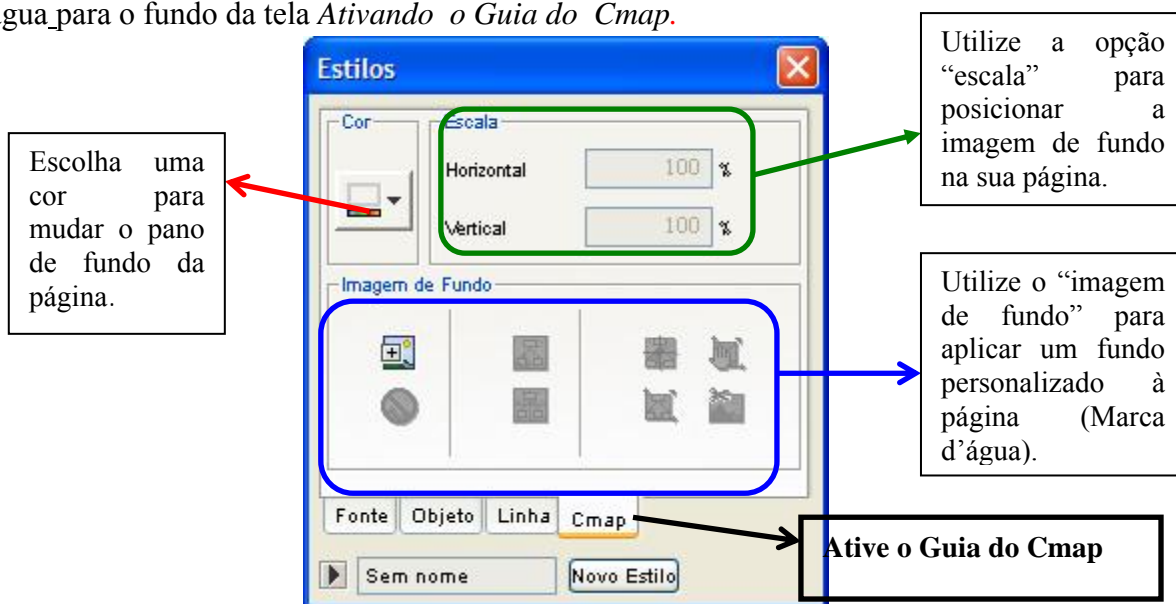 água para o fundo da tela Ativando o Guia do Cmap.
Utilize a opção
“escala” para
posicionar a
imagem de fundo
na sua página.
Estilos
Cor
Escala
Horizontal 100 %
Vertical 100 %
Escolha uma
cor para
mudar o pano
de fundo da
página.
Imagem de Fundo
Utilize o “imagem
de fundo” para
aplicar um fundo
personalizado à
página (Marca
d’água).
Fonte Objeto Linha Cmap
Ative o Guia do Cmap
Sem nome Novo Estilo